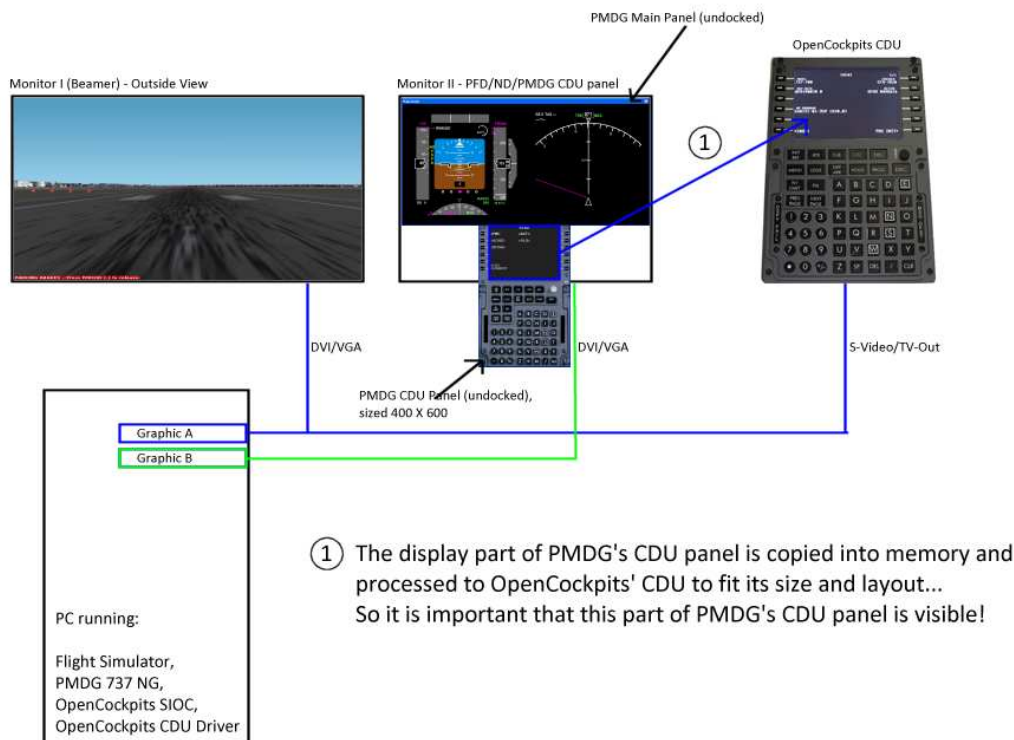 PMDG Main Panel (undocked)
OpenCockpits CDU
Monitor I (Beamer) - Outside View
Monitor II - PFD/ND/PMDG CDU panel
1
DVI/VGA
DVI/VGA
S-Video/TV-Out
PMDG CDU Panel (undocked),
sized 400 X 600
Graphic A
Graphic B
1 The display part of PMDG's CDU panel is copied into memory and
processed to OpenCockpits' CDU to fit its size and layout...
So it is important that this part of PMDG's CDU panel is visible!
PC running:
Flight Simulator,
PMDG 737 NG,
OpenCockpits SIOC,
OpenCockpits CDU Driver